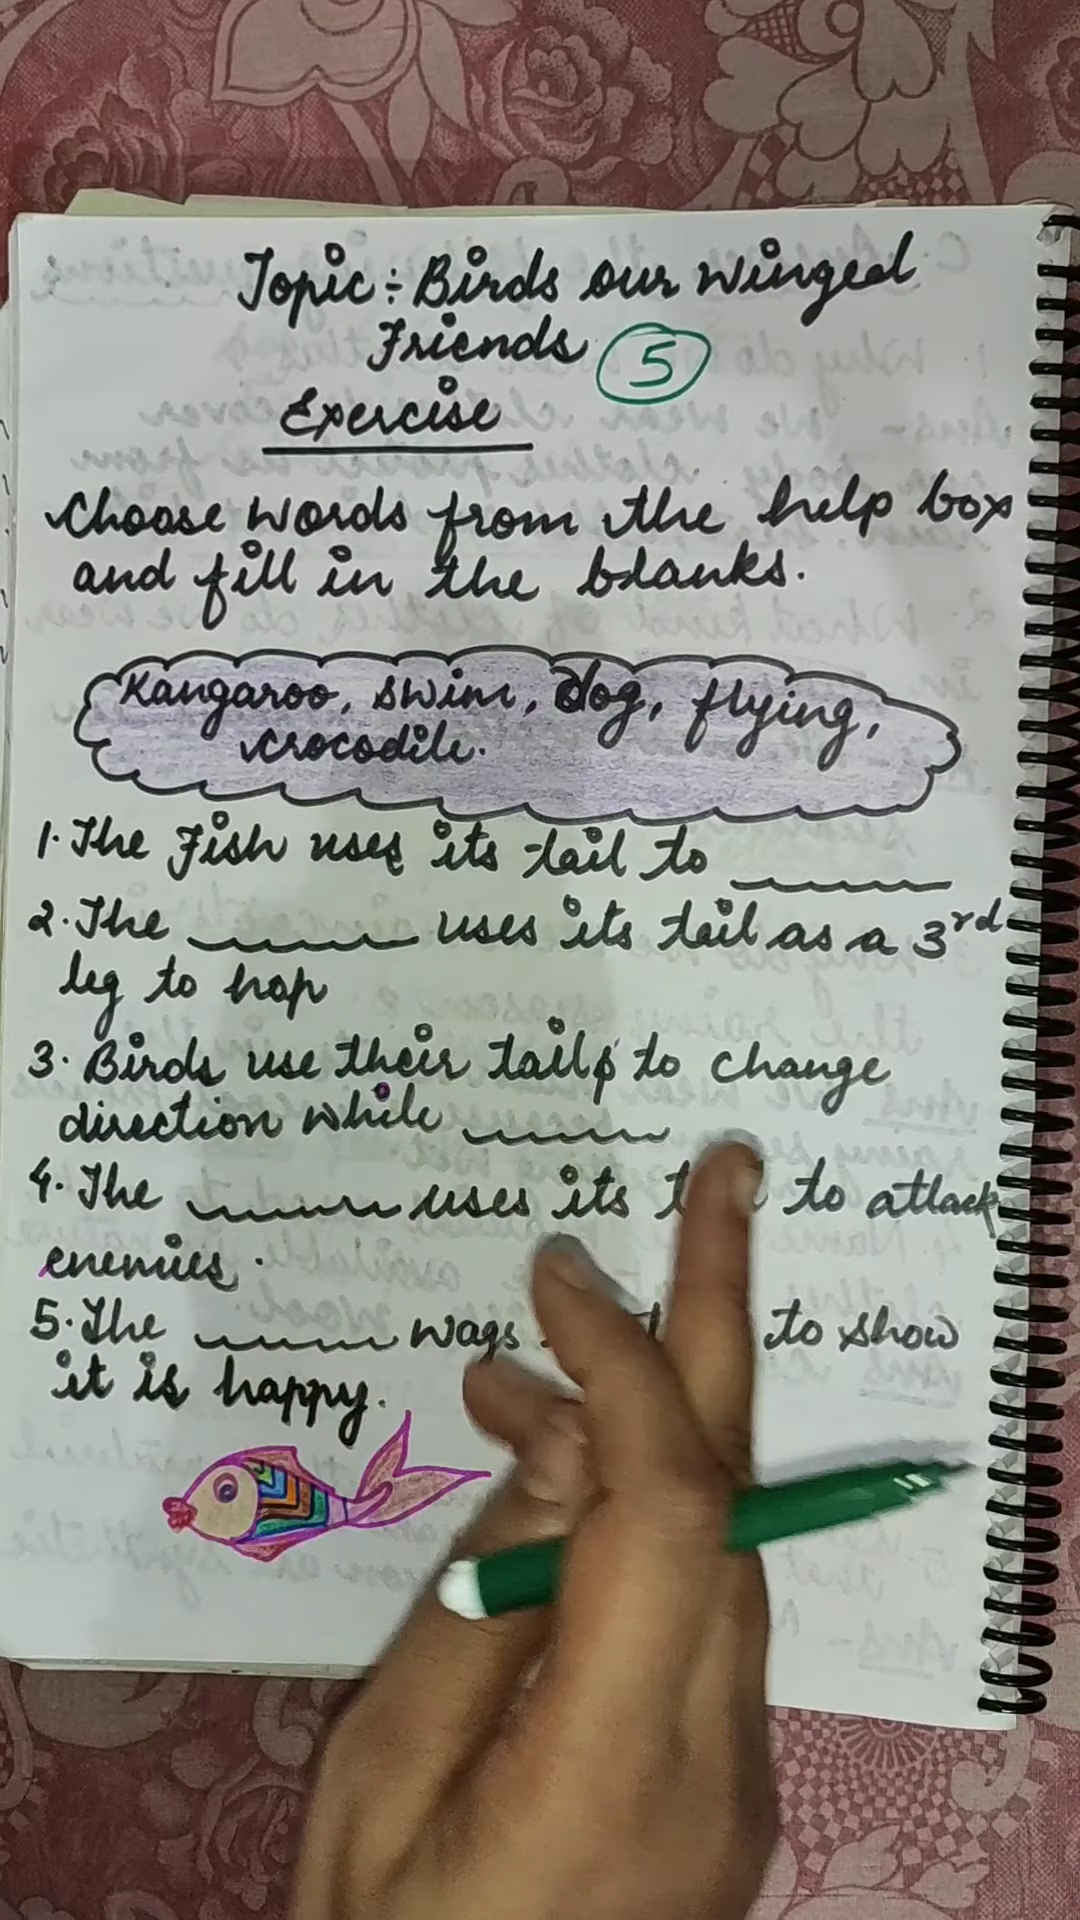 Topic :- Birds our winged
Friends 5
Exercise
Choose words from the help box
and fill in the blanks.
Kangaroo, swim, dog, flying,
crocodile.
1. The Fish uses its tail to
2. The uses its tail as a 3rd
leg to hop
3. Birds use their tails to change
direction while
4. The uses its to attack
enemies.
5. The wags to show
it is happy.